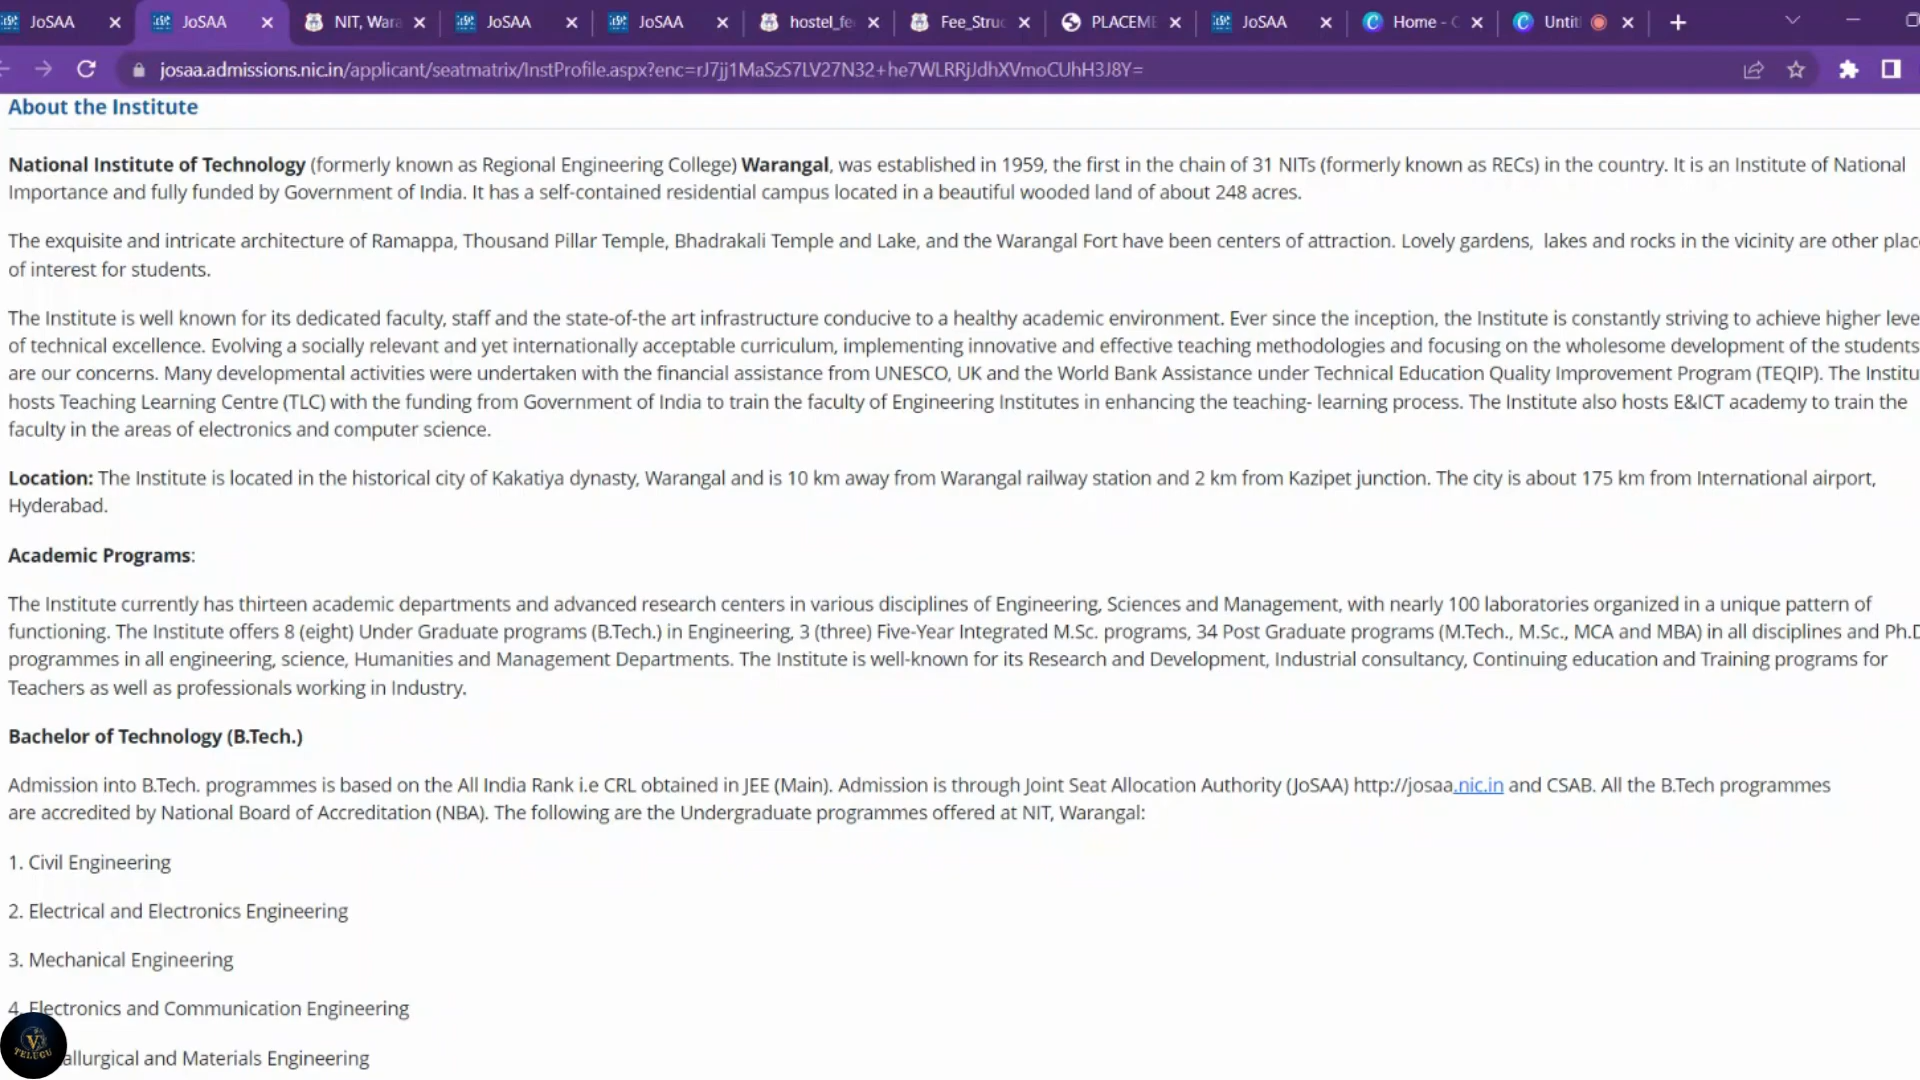 JoSAA
JoSAA
NIT, Wara
JoSAA
JoSAA
hostel_fe
Fee_Struc
PLACEME
JoSAA
Home - C
Untit
josaa.admissions.nic.in/applicant/seatmatrix/InstProfile.aspx?enc=rJ7jj1MaSzS7LV27N32+he7WLRRjJdhXVmoCUhH3J8Y=
About the Institute
National Institute of Technology (formerly known as Regional Engineering College) Warangal, was established in 1959, the first in the chain of 31 NITs (formerly known as RECs) in the country. It is an Institute of National
Importance and fully funded by Government of India. It has a self-contained residential campus located in a beautiful wooded land of about 248 acres.
The exquisite and intricate architecture of Ramappa, Thousand Pillar Temple, Bhadrakali Temple and Lake, and the Warangal Fort have been centers of attraction. Lovely gardens, lakes and rocks in the vicinity are other plac
of interest for students.
The Institute is well known for its dedicated faculty, staff and the state-of-the art infrastructure conducive to a healthy academic environment. Ever since the inception, the Institute is constantly striving to achieve higher leve
of technical excellence. Evolving a socially relevant and yet internationally acceptable curriculum, implementing innovative and effective teaching methodologies and focusing on the wholesome development of the students
are our concerns. Many developmental activities were undertaken with the financial assistance from UNESCO, UK and the World Bank Assistance under Technical Education Quality Improvement Program (TEQIP). The Institu
hosts Teaching Learning Centre (TLC) with the funding from Government of India to train the faculty of Engineering Institutes in enhancing the teaching- learning process. The Institute also hosts E&ICT academy to train the
faculty in the areas of electronics and computer science.
Location: The Institute is located in the historical city of Kakatiya dynasty, Warangal and is 10 km away from Warangal railway station and 2 km from Kazipet junction. The city is about 175 km from International airport,
Hyderabad.
Academic Programs:
The Institute currently has thirteen academic departments and advanced research centers in various disciplines of Engineering, Sciences and Management, with nearly 100 laboratories organized in a unique pattern of
functioning. The Institute offers 8 (eight) Under Graduate programs (B.Tech.) in Engineering, 3 (three) Five-Year Integrated M.Sc. programs, 34 Post Graduate programs (M.Tech., M.Sc., MCA and MBA) in all disciplines and Ph.D
programmes in all engineering, science, Humanities and Management Departments. The Institute is well-known for its Research and Development, Industrial consultancy, Continuing education and Training programs for
Teachers as well as professionals working in Industry.
Bachelor of Technology (B.Tech.)
Admission into B.Tech. programmes is based on the All India Rank i.e CRL obtained in JEE (Main). Admission is through Joint Seat Allocation Authority (JoSAA) http://josaa.nic.in and CSAB. All the B.Tech programmes
are accredited by National Board of Accreditation (NBA). The following are the Undergraduate programmes offered at NIT, Warangal:
1. Civil Engineering
2. Electrical and Electronics Engineering
3. Mechanical Engineering
4. Electronics and Communication Engineering
allurgical and Materials Engineering
V
TELUGU